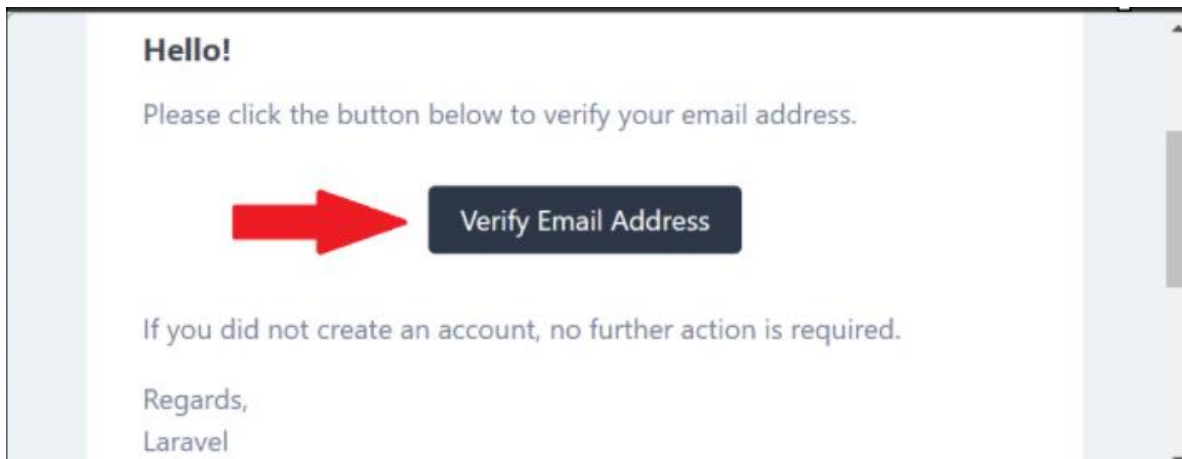 Hello!
Please click the button below to verify your email address.
Verify Email Address
If you did not create an account, no further action is required.
Regards,
Laravel